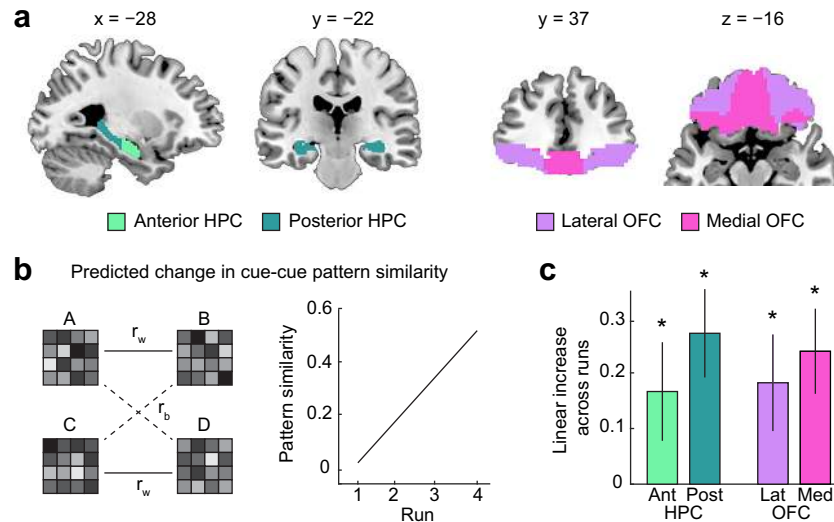 a
x = −28
y = −22
y = 37
z = −16
Anterior HPC
Posterior HPC
Lateral OFC
Medial OFC
b
Predicted change in cue-cue pattern similarity
A
B
r_w
r_b
C
D
r_w
Pattern similarity
0.6
0.4
0.2
0
1
2
3
4
Run
c
Linear increase
across runs
0.3
0.2
0.1
0
*
*
*
*
Ant Post
HPC
Lat Med
OFC